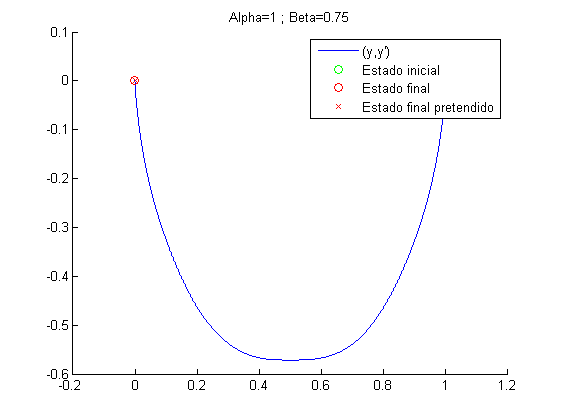 Alpha=1 ; Beta=0.75
0.1
0
-0.1
-0.2
-0.3
-0.4
-0.5
-0.6
(y,y')
Estado inicial
Estado final
Estado final pretendido
-0.2 0 0.2 0.4 0.6 0.8 1 1.2